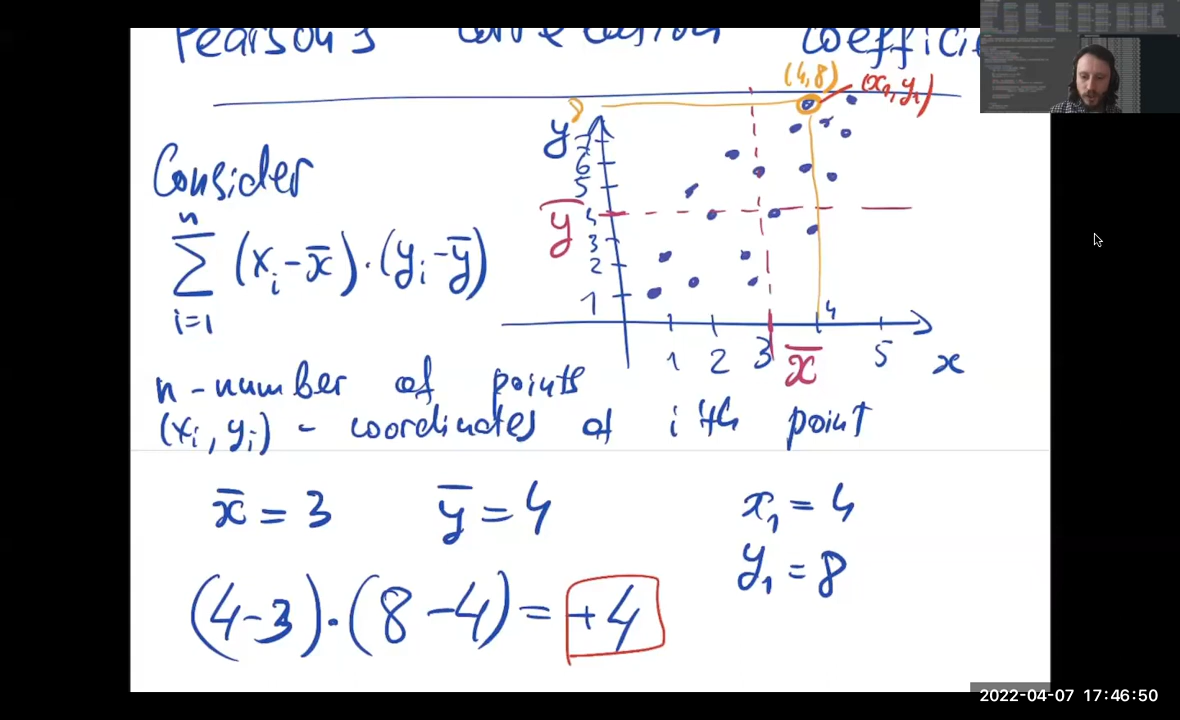 Pearson's correlation coeffici
(4,8)
(x₁, y₁)
8
y
7
6
5
4
3
2
1
ȳ
Consider
n
∑ (xᵢ - x̄)·(yᵢ - ȳ)
i=1
4
1 2 3 x̄ 5 x
n - number of points
(xᵢ, yᵢ) - coordinates of i'th point
x̄ = 3 ȳ = 4 x₁ = 4
y₁ = 8
(4-3)·(8-4) = +4
2022-04-07 17:46:50